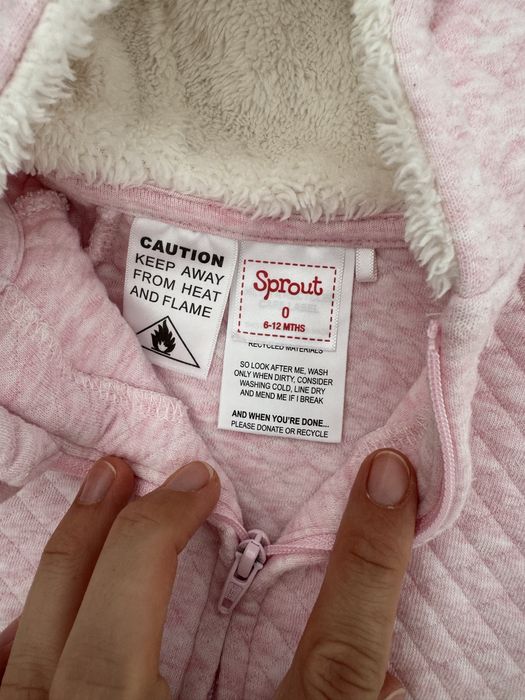 CAUTION
KEEP AWAY
FROM HEAT
AND FLAME
Sprout
0
6-12 MTHS
RECYCLED MATERIALS
SO LOOK AFTER ME, WASH
ONLY WHEN DIRTY, CONSIDER
WASHING COLD, LINE DRY
AND MEND ME IF I BREAK
AND WHEN YOU'RE DONE...
PLEASE DONATE OR RECYCLE